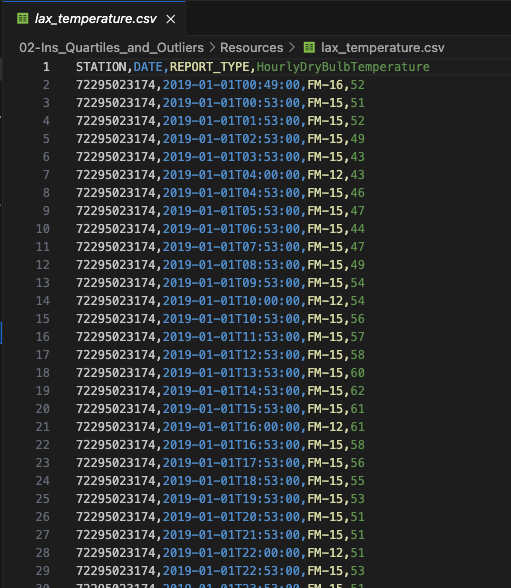 lax_temperature.csv ×
02-Ins_Quartiles_and_Outliers > Resources > lax_temperature.csv
1 STATION,DATE,REPORT_TYPE,HourlyDryBulbTemperature
2 72295023174,2019-01-01T00:49:00,FM-16,52
3 72295023174,2019-01-01T00:53:00,FM-15,51
4 72295023174,2019-01-01T01:53:00,FM-15,52
5 72295023174,2019-01-01T02:53:00,FM-15,49
6 72295023174,2019-01-01T03:53:00,FM-15,43
7 72295023174,2019-01-01T04:00:00,FM-12,43
8 72295023174,2019-01-01T04:53:00,FM-15,46
9 72295023174,2019-01-01T05:53:00,FM-15,47
10 72295023174,2019-01-01T06:53:00,FM-15,44
11 72295023174,2019-01-01T07:53:00,FM-15,47
12 72295023174,2019-01-01T08:53:00,FM-15,49
13 72295023174,2019-01-01T09:53:00,FM-15,54
14 72295023174,2019-01-01T10:00:00,FM-12,54
15 72295023174,2019-01-01T10:53:00,FM-15,56
16 72295023174,2019-01-01T11:53:00,FM-15,57
17 72295023174,2019-01-01T12:53:00,FM-15,58
18 72295023174,2019-01-01T13:53:00,FM-15,60
19 72295023174,2019-01-01T14:53:00,FM-15,62
20 72295023174,2019-01-01T15:53:00,FM-15,61
21 72295023174,2019-01-01T16:00:00,FM-12,61
22 72295023174,2019-01-01T16:53:00,FM-15,58
23 72295023174,2019-01-01T17:53:00,FM-15,56
24 72295023174,2019-01-01T18:53:00,FM-15,55
25 72295023174,2019-01-01T19:53:00,FM-15,53
26 72295023174,2019-01-01T20:53:00,FM-15,51
27 72295023174,2019-01-01T21:53:00,FM-15,51
28 72295023174,2019-01-01T22:00:00,FM-12,51
29 72295023174,2019-01-01T22:53:00,FM-15,53